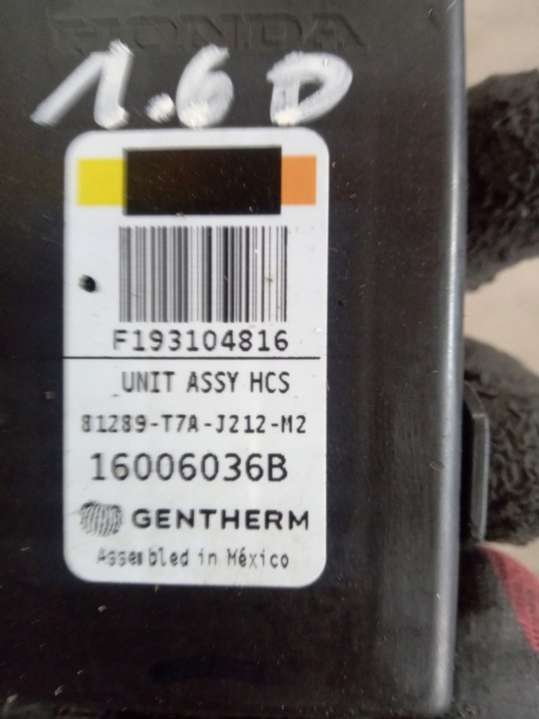 HONDA
1.6D
F193104816
UNIT ASSY HCS
81289-T7A-J212-M2
16006036B
GENTHERM
Assembled in México